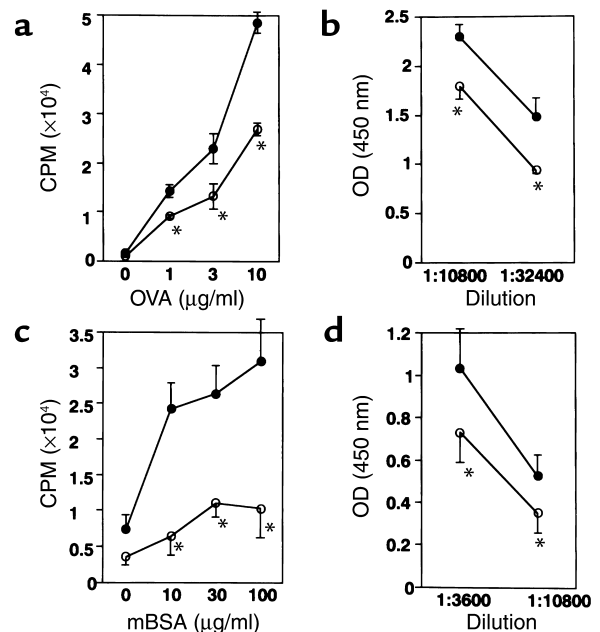 a
CPM (×10⁴)
5
4
3
2
1
0
*
*
*
0 1 3 10
OVA (μg/ml)
b
OD (450 nm)
2.5
2
1.5
1
0.5
0
*
*
1:10800 1:32400
Dilution
c
CPM (×10⁴)
3.5
3
2.5
2
1.5
1
0.5
0
*
*
*
0 10 30 100
mBSA (μg/ml)
d
OD (450 nm)
1.2
1
0.8
0.6
0.4
0.2
0
*
*
1:3600 1:10800
Dilution